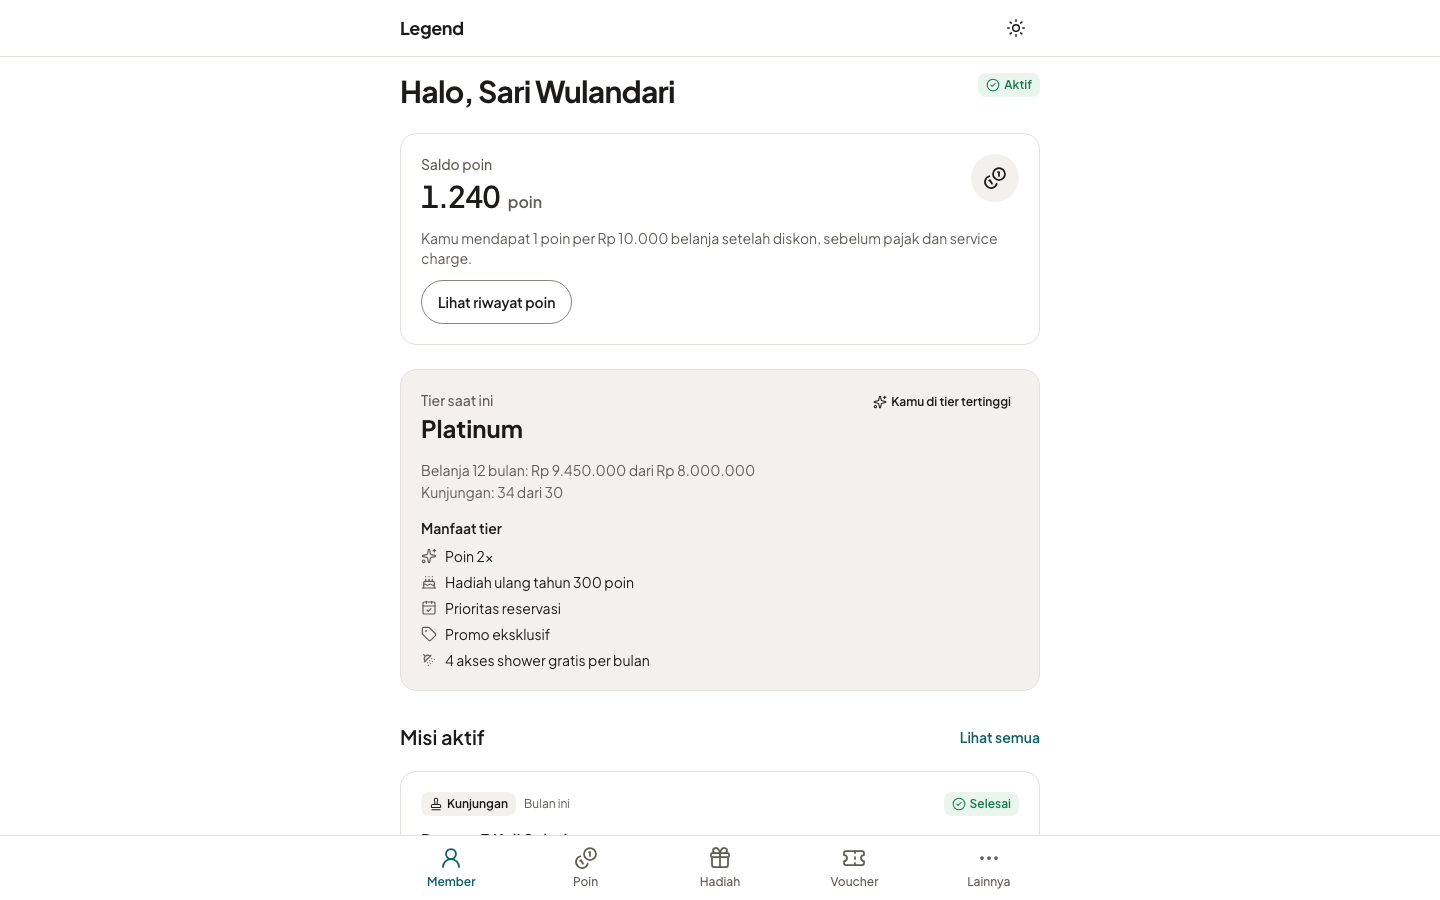 Legend
Halo, Sari Wulandari
Aktif
Saldo poin
1.240 poin
Kamu mendapat 1 poin per Rp 10.000 belanja setelah diskon, sebelum pajak dan service
charge.
Lihat riwayat poin
Tier saat ini
Kamu di tier tertinggi
Platinum
Belanja 12 bulan: Rp 9.450.000 dari Rp 8.000.000
Kunjungan: 34 dari 30
Manfaat tier
Poin 2×
Hadiah ulang tahun 300 poin
Prioritas reservasi
Promo eksklusif
4 akses shower gratis per bulan
Misi aktif
Lihat semua
Kunjungan
Bulan ini
Selesai
Member
Poin
Hadiah
Voucher
Lainnya